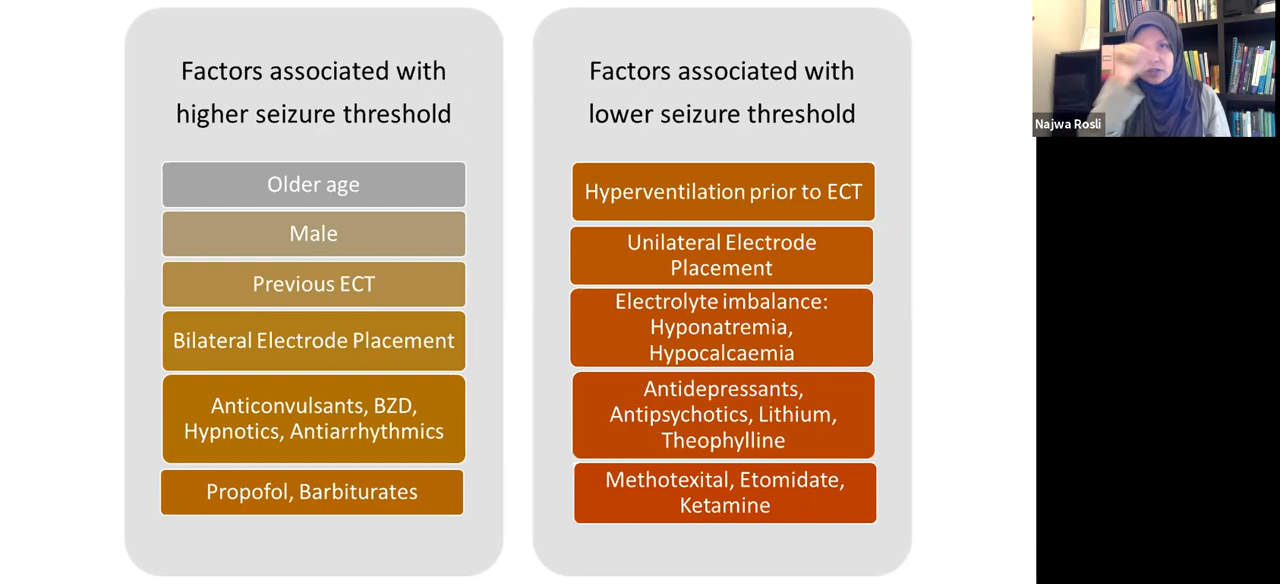 Factors associated with
higher seizure threshold
Older age
Male
Previous ECT
Bilateral Electrode Placement
Anticonvulsants, BZD,
Hypnotics, Antiarrhythmics
Propofol, Barbiturates
Factors associated with
lower seizure threshold
Hyperventilation prior to ECT
Unilateral Electrode
Placement
Electrolyte imbalance:
Hyponatremia,
Hypocalcaemia
Antidepressants,
Antipsychotics, Lithium,
Theophylline
Methotexital, Etomidate,
Ketamine
Najwa Rosli